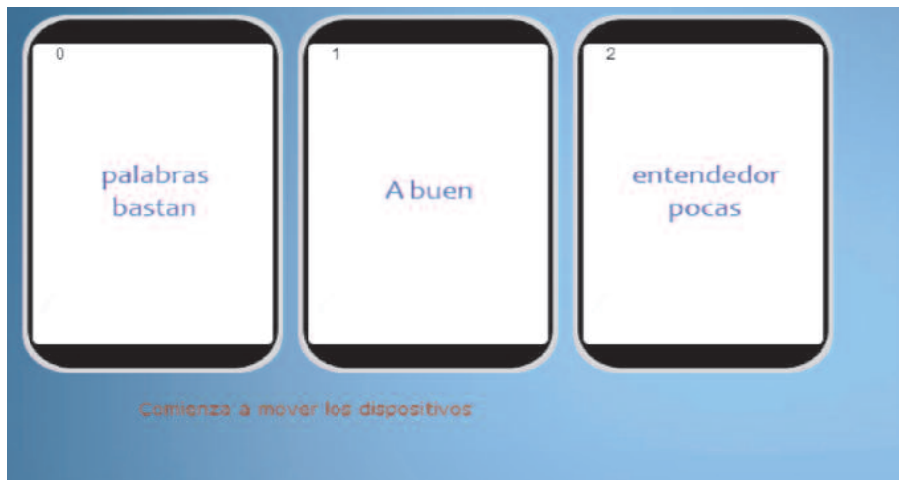 0
palabras
bastan
1
A buen
2
entendedor
pocas
Comienza a mover los dispositivos